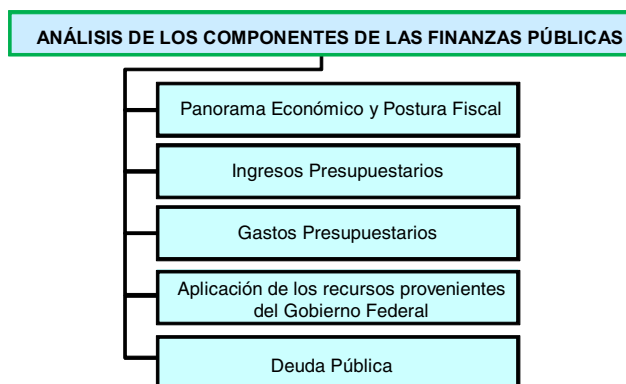 ANÁLISIS DE LOS COMPONENTES DE LAS FINANZAS PÚBLICAS
Panorama Económico y Postura Fiscal
Ingresos Presupuestarios
Gastos Presupuestarios
Aplicación de los recursos provenientes
del Gobierno Federal
Deuda Pública